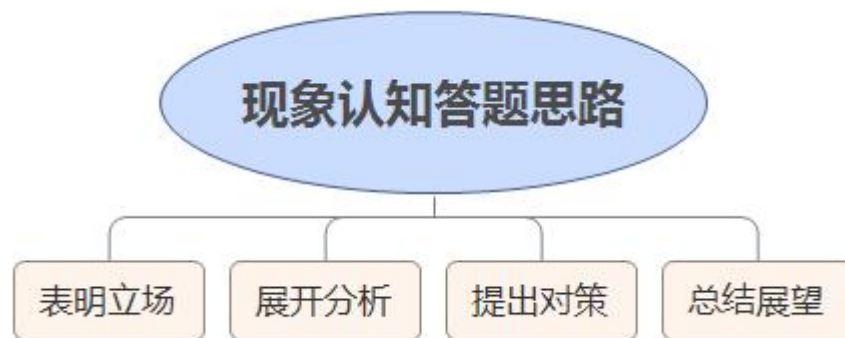 现象认知答题思路
表明立场
展开分析
提出对策
总结展望